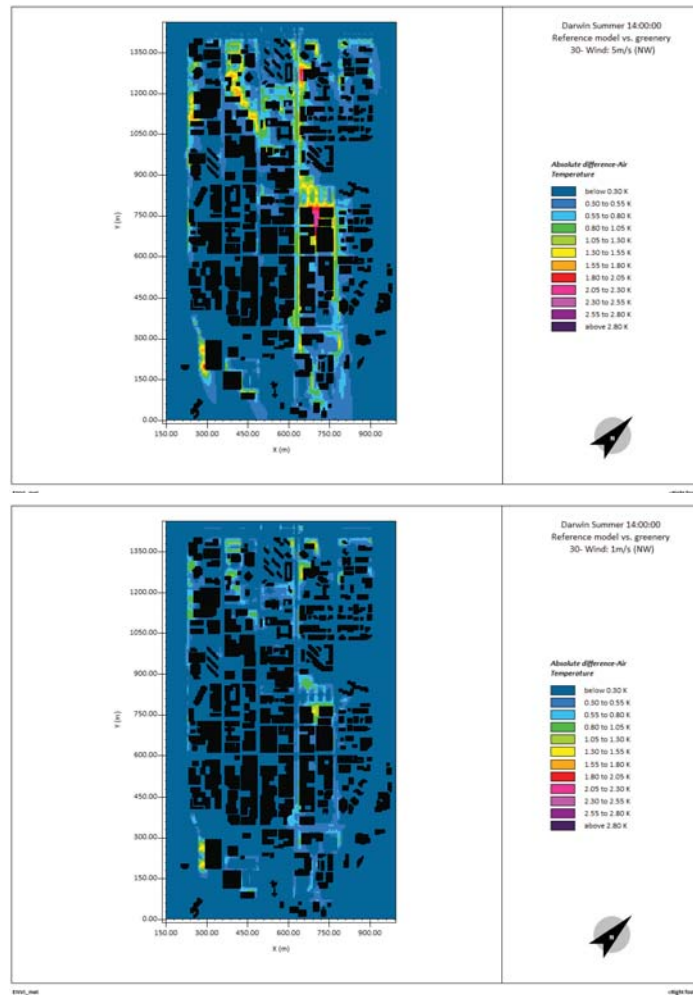 Darwin Summer 14:00:00
Reference model vs. greenery
30- Wind: 5m/s (NW)
Absolute difference-Air
Temperature
below 0.30 K
0.30 to 0.55 K
0.55 to 0.80 K
0.80 to 1.05 K
1.05 to 1.30 K
1.30 to 1.55 K
1.55 to 1.80 K
1.80 to 2.05 K
2.05 to 2.30 K
2.30 to 2.55 K
2.55 to 2.80 K
above 2.80 K
N
Y (m)
1350.00
1200.00
1050.00
900.00
750.00
600.00
450.00
300.00
150.00
0.00
150.00 300.00 450.00 600.00 750.00 900.00
X (m)
Darwin Summer 14:00:00
Reference model vs. greenery
30- Wind: 1m/s (NW)
Absolute difference-Air
Temperature
below 0.30 K
0.30 to 0.55 K
0.55 to 0.80 K
0.80 to 1.05 K
1.05 to 1.30 K
1.30 to 1.55 K
1.55 to 1.80 K
1.80 to 2.05 K
2.05 to 2.30 K
2.30 to 2.55 K
2.55 to 2.80 K
above 2.80 K
N
Y (m)
1350.00
1200.00
1050.00
900.00
750.00
600.00
450.00
300.00
150.00
0.00
150.00 300.00 450.00 600.00 750.00 900.00
X (m)